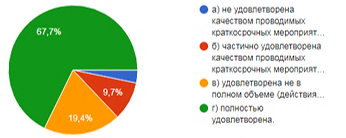 67,7%
19,4%
9,7%
а) не удовлетворена
качеством проводимых
краткосрочных мероприят…
б) частично удовлетворена
качеством проводимых
краткосрочных мероприят…
в) удовлетворена не в
полном объеме (действия…
г) полностью
удовлетворена.